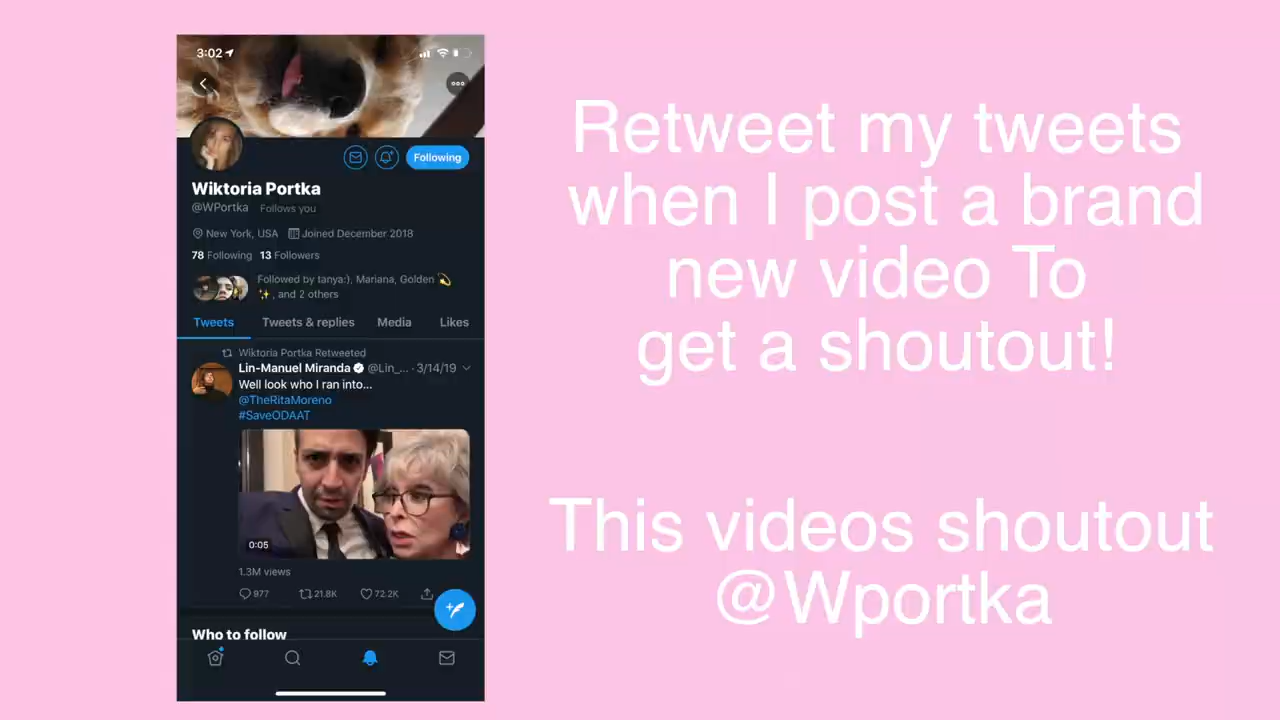 3:02
Following
Wiktoria Portka
@WPortka Follows you
New York, USA Joined December 2018
78 Following 13 Followers
Followed by tanya:), Mariana, Golden 💫
✨, and 2 others
Tweets Tweets & replies Media Likes
Wiktoria Portka Retweeted
Lin-Manuel Miranda @Lin_... · 3/14/19
Well look who I ran into...
@TheRitaMoreno
#SaveODAAT
0:05
1.3M views
977 21.8K 72.2K
Who to follow
Retweet my tweets
when I post a brand
new video To
get a shoutout!
This videos shoutout
@Wportka